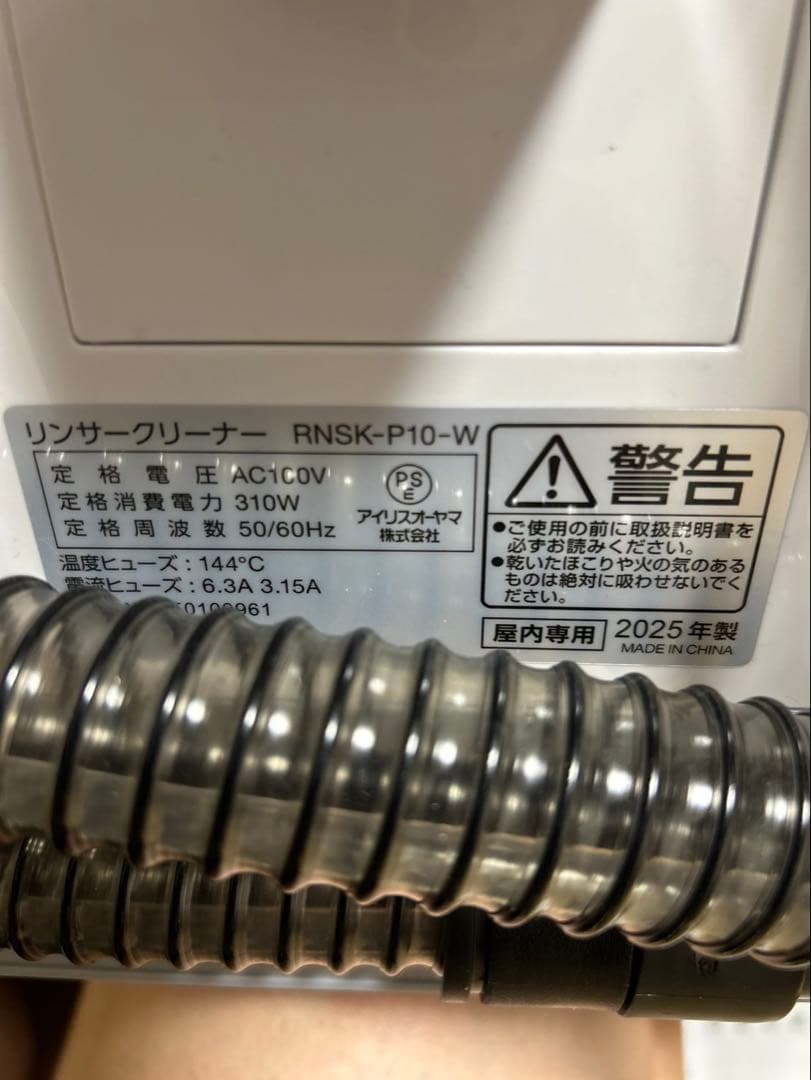 リンサークリーナー RNSK-P10-W
定格電圧 AC100V
定格消費電力 310W
定格周波数 50/60Hz
PS
E
アイリスオーヤマ
株式会社
温度ヒューズ:144°C
電流ヒューズ:6.3A 3.15A
警告
●ご使用の前に取扱説明書を
必ずお読みください。
●乾いたほこりや火の気のある
ものは絶対に吸わせないでく
ださい。
屋内専用 2025年製
MADE IN CHINA